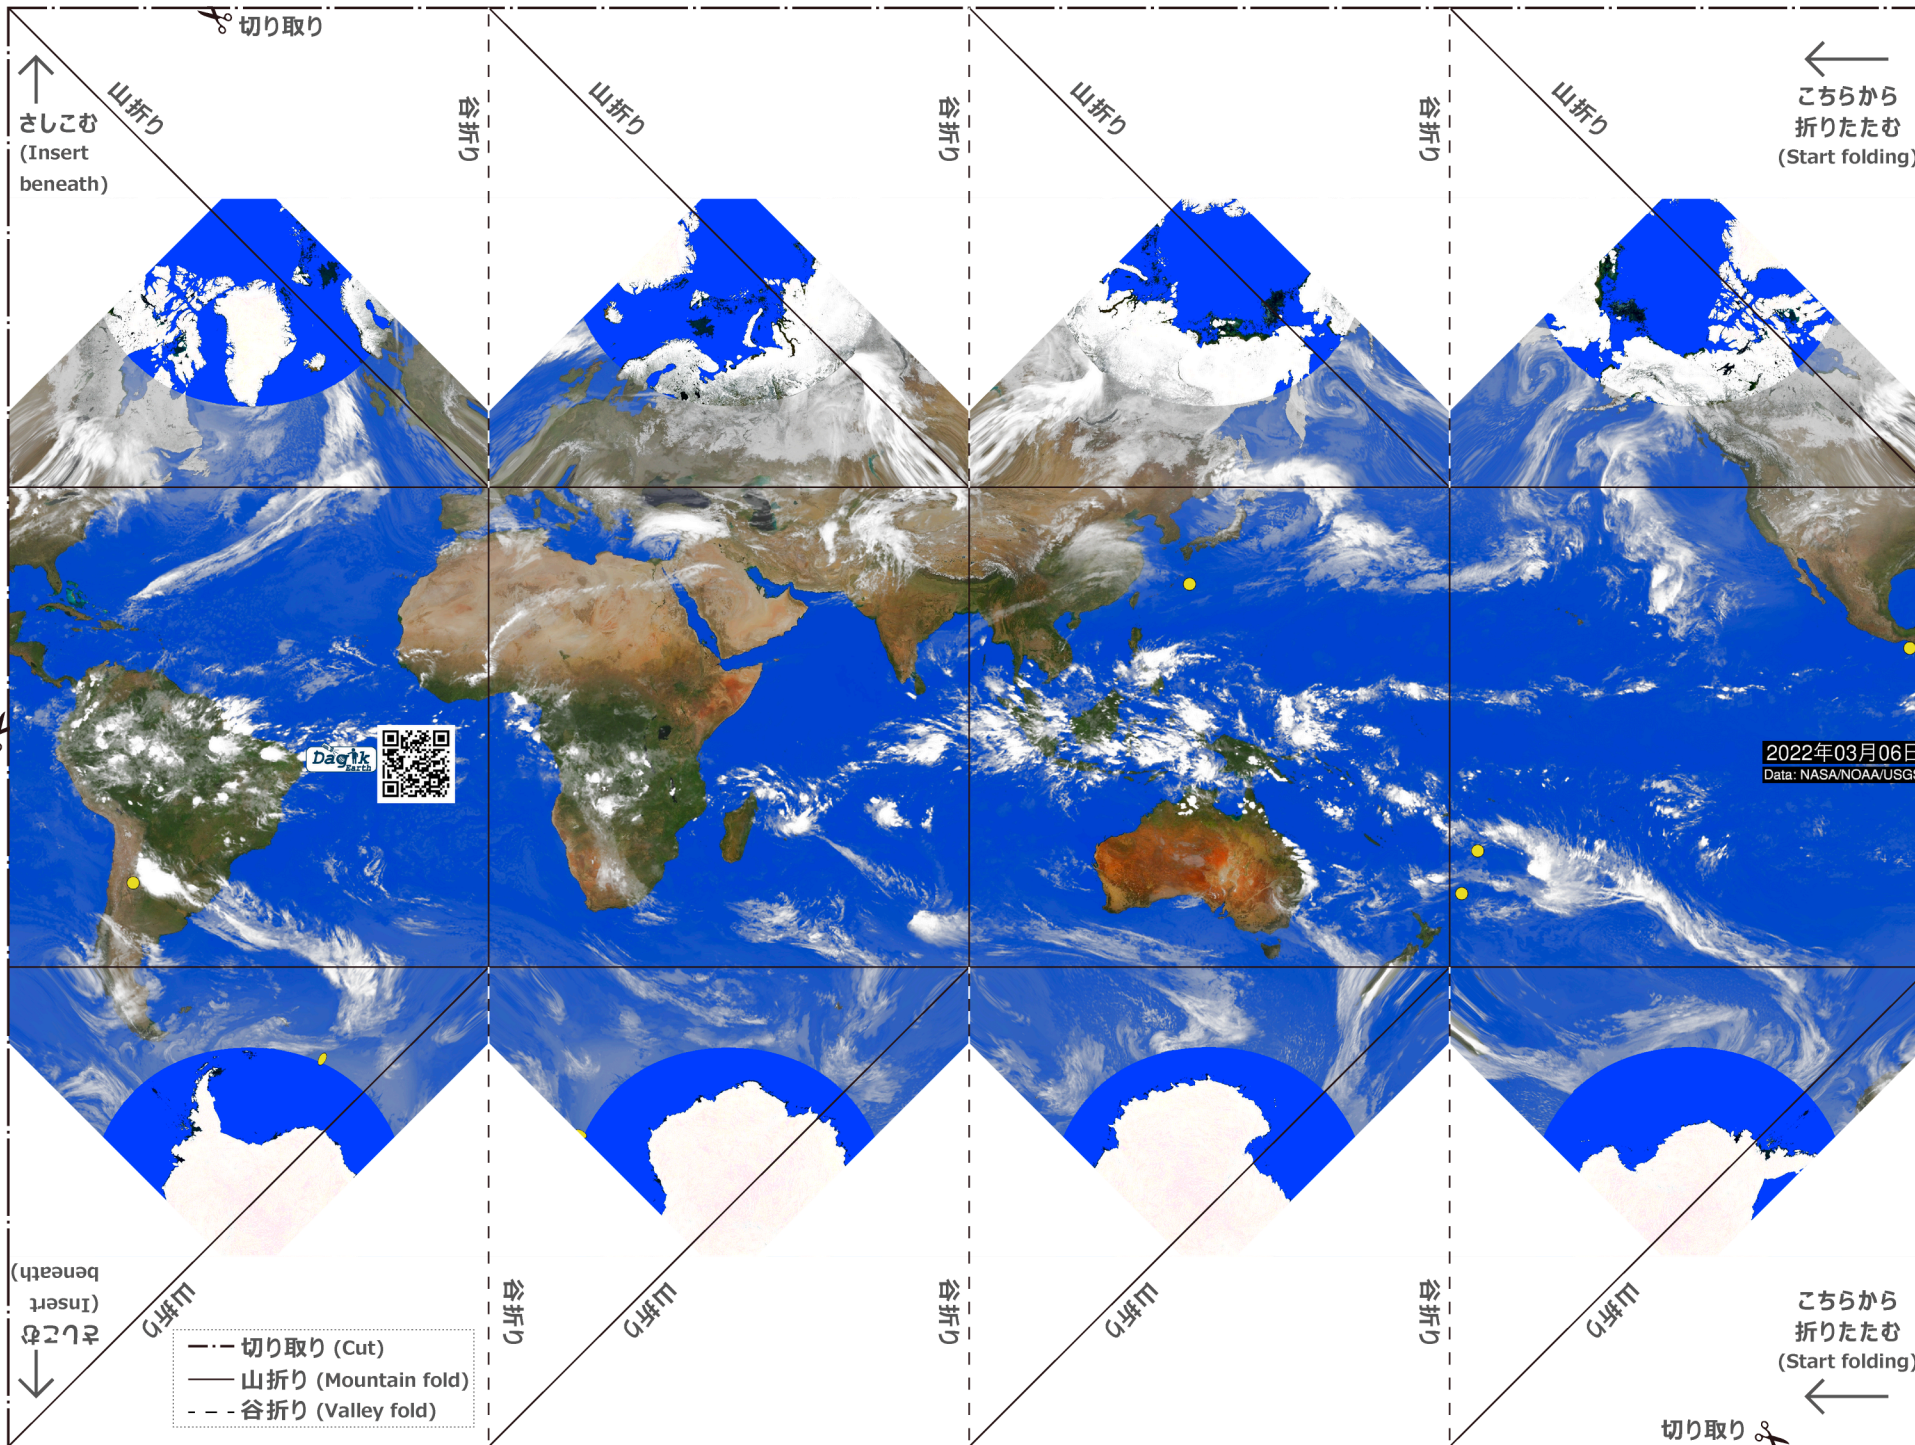 切り取り
さしこむ
(Insert
beneath)
山折り
谷折り
山折り
谷折り
山折り
谷折り
山折り
こちらから
折りたたむ
(Start folding)
Dagik
Earth
2022年03月06日
Data: NASA/NOAA/USGS
さしこむ
(Insert
beneath)
山折り
谷折り
山折り
谷折り
山折り
谷折り
山折り
こちらから
折りたたむ
(Start folding)
切り取り (Cut)
山折り (Mountain fold)
谷折り (Valley fold)
切り取り